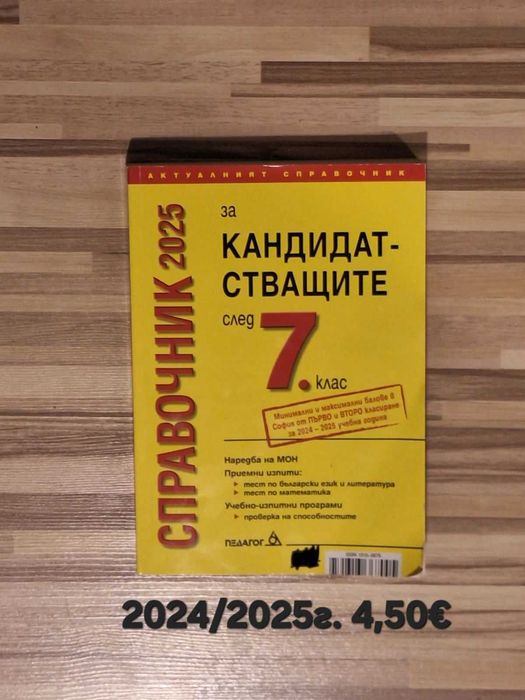 АКТУАЛНИЯТ СПРАВОЧНИК
СПРАВОЧНИК 2025
за
КАНДИДАТ-
СТВАЩИТЕ
след
7.
клас
Минимални и максимални балове в
София от ПЪРВО и ВТОРО класиране
за 2024 – 2025 учебна година
Наредба на МОН
Приемни изпити:
тест по български език и литература
тест по математика
Учебно-изпитни програми
проверка на способностите
ПЕДАГОГ
2024/2025г. 4,50€